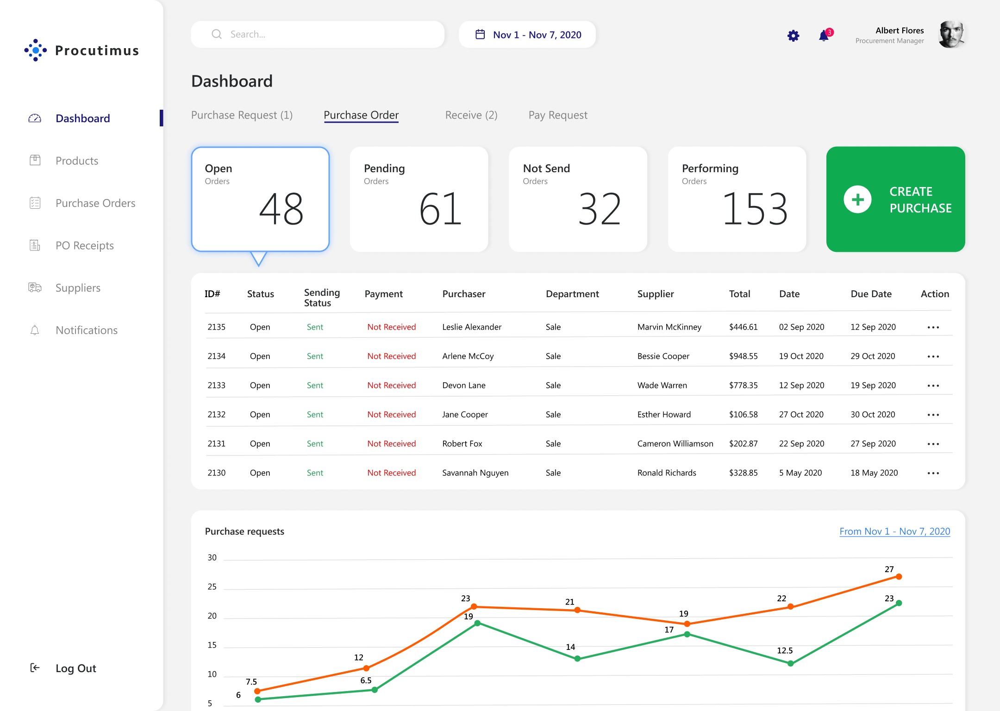 Procutimus
Search...
Nov 1 - Nov 7, 2020
3
Albert Flores
Procurement Manager
Dashboard
Products
Purchase Orders
PO Receipts
Suppliers
Notifications
Log Out
Dashboard
Purchase Request (1) Purchase Order Receive (2) Pay Request
Open
Orders
48
Pending
Orders
61
Not Send
Orders
32
Performing
Orders
153
CREATE
PURCHASE
ID# Status Sending Status Payment Purchaser Department Supplier Total Date Due Date Action
2135 Open Sent Not Received Leslie Alexander Sale Marvin McKinney $446.61 02 Sep 2020 12 Sep 2020
2134 Open Sent Not Received Arlene McCoy Sale Bessie Cooper $948.55 19 Oct 2020 29 Oct 2020
2133 Open Sent Not Received Devon Lane Sale Wade Warren $778.35 12 Sep 2020 19 Sep 2020
2132 Open Sent Not Received Jane Cooper Sale Esther Howard $106.58 27 Oct 2020 30 Oct 2020
2131 Open Sent Not Received Robert Fox Sale Cameron Williamson $202.87 22 Sep 2020 27 Sep 2020
2130 Open Sent Not Received Savannah Nguyen Sale Ronald Richards $328.85 5 May 2020 18 May 2020
Purchase requests
From Nov 1 - Nov 7, 2020
30
25
20
15
10
5
7.5 12 23 21 19 22 27
6 6.5 19 14 17 12.5 23